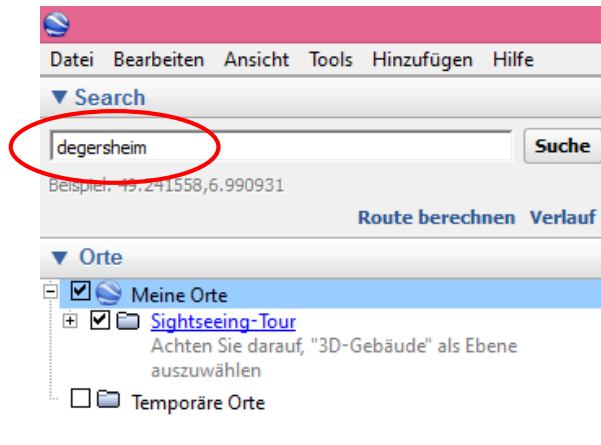 Datei Bearbeiten Ansicht Tools Hinzufügen Hilfe
Search
degersheim Suche
Beispiel: 49.241558,6.990931
Route berechnen Verlauf
Orte
Meine Orte
Sightseeing-Tour
Achten Sie darauf, "3D-Gebäude" als Ebene
auszuwählen
Temporäre Orte